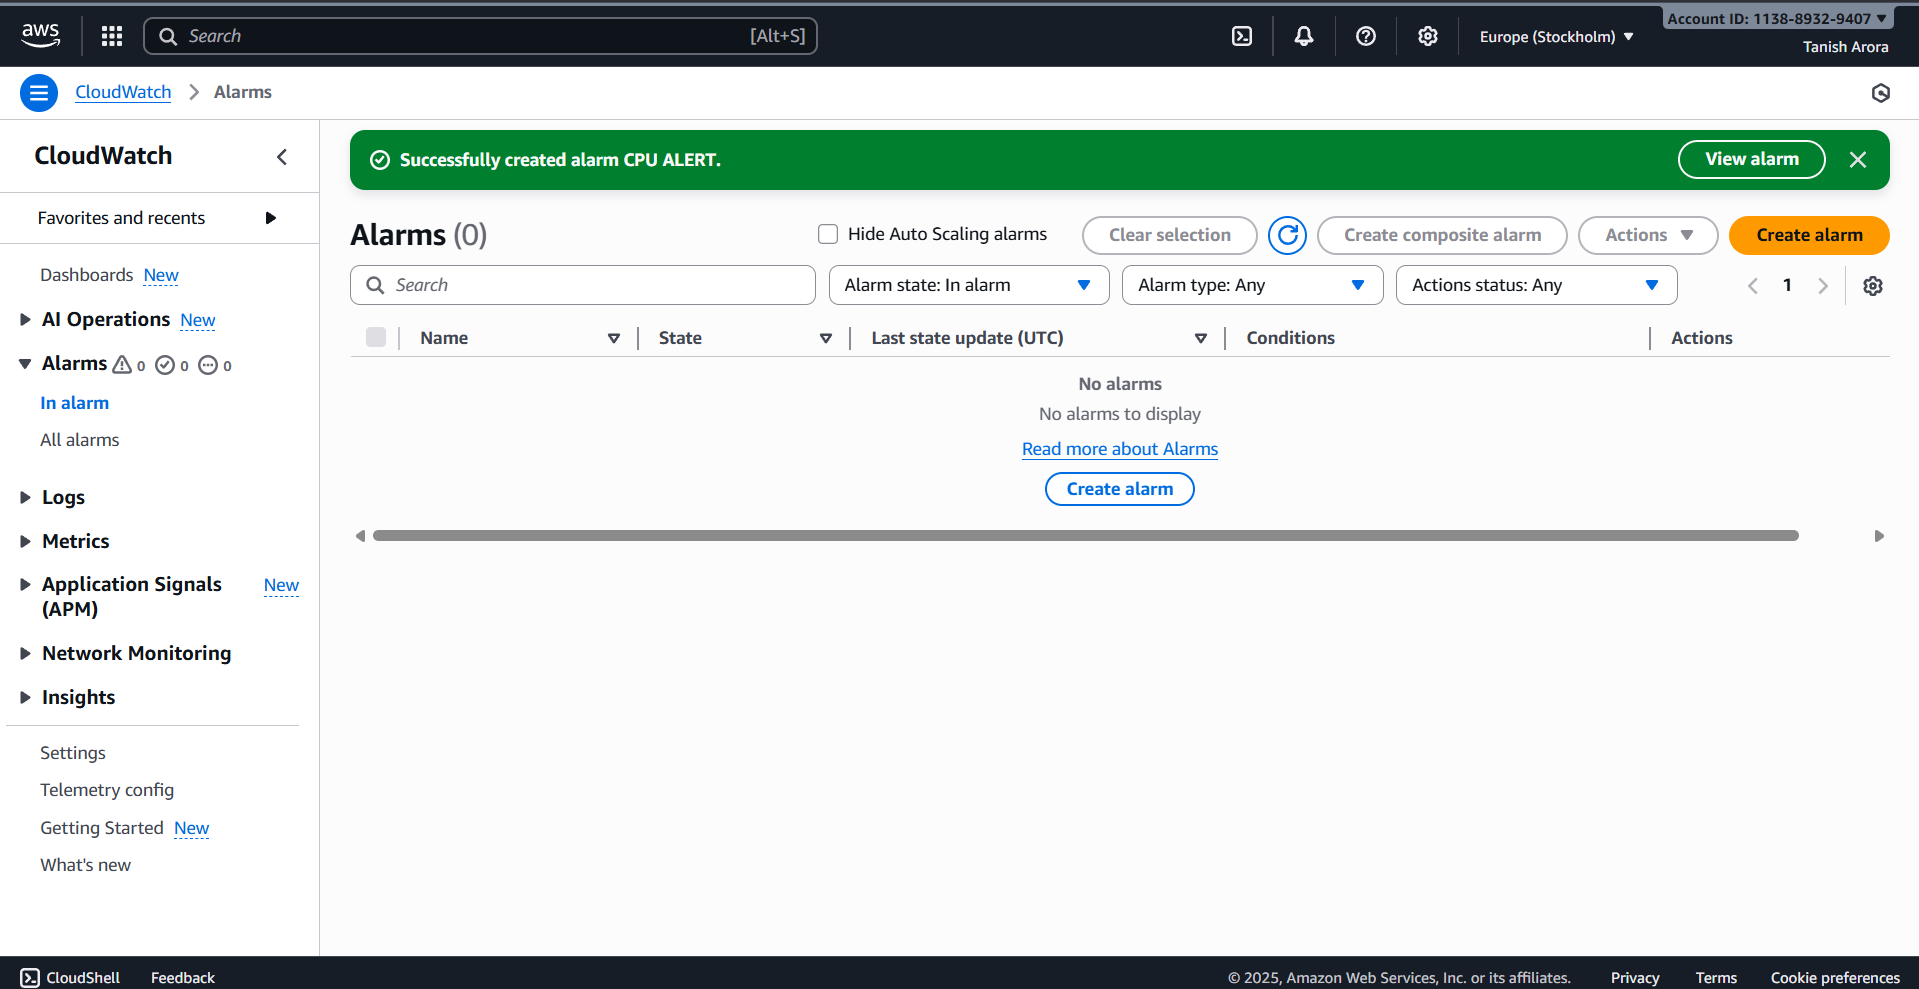 aws
Search [Alt+S]
Europe (Stockholm)
Account ID: 1138-8932-9407
Tanish Arora
CloudWatch
Alarms
CloudWatch
Favorites and recents
Dashboards New
AI Operations New
Alarms 0 0 0
In alarm
All alarms
Logs
Metrics
Application Signals New
(APM)
Network Monitoring
Insights
Settings
Telemetry config
Getting Started New
What's new
Successfully created alarm CPU ALERT.
View alarm
Alarms (0)
Hide Auto Scaling alarms
Clear selection
Create composite alarm
Actions
Create alarm
Search
Alarm state: In alarm
Alarm type: Any
Actions status: Any
1
Name
State
Last state update (UTC)
Conditions
Actions
No alarms
No alarms to display
Read more about Alarms
Create alarm
CloudShell
Feedback
© 2025, Amazon Web Services, Inc. or its affiliates.
Privacy
Terms
Cookie preferences